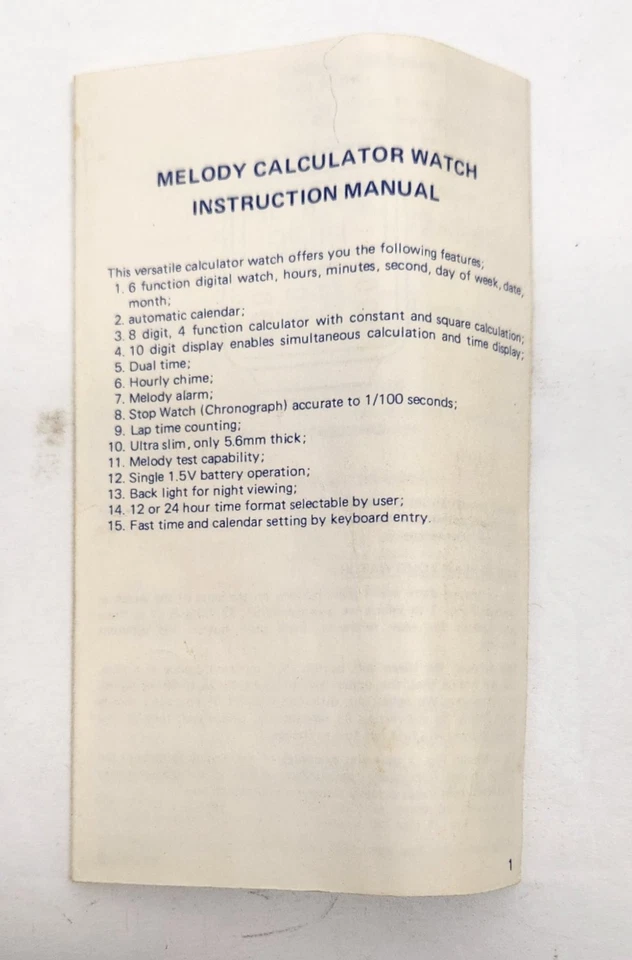 MELODY CALCULATOR WATCH
INSTRUCTION MANUAL
This versatile calculator watch offers you the following features;
1. 6 function digital watch, hours, minutes, second, day of week, date,
month;
2. automatic calendar;
3. 8 digit, 4 function calculator with constant and square calculation;
4. 10 digit display enables simultaneous calculation and time display;
5. Dual time;
6. Hourly chime;
7. Melody alarm;
8. Stop Watch (Chronograph) accurate to 1/100 seconds;
9. Lap time counting;
10. Ultra slim, only 5.6mm thick;
11. Melody test capability;
12. Single 1.5V battery operation;
13. Back light for night viewing;
14. 12 or 24 hour time format selectable by user;
15. Fast time and calendar setting by keyboard entry.
1